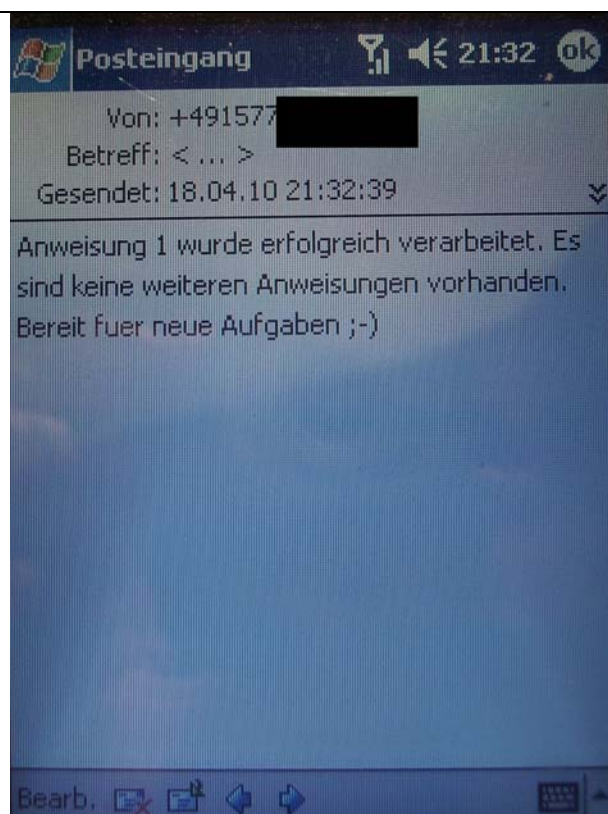 Posteingang 21:32 ok
Von: +491577
Betreff: < ... >
Gesendet: 18.04.10 21:32:39
Anweisung 1 wurde erfolgreich verarbeitet. Es
sind keine weiteren Anweisungen vorhanden.
Bereit fuer neue Aufgaben ;-)
Bearb.